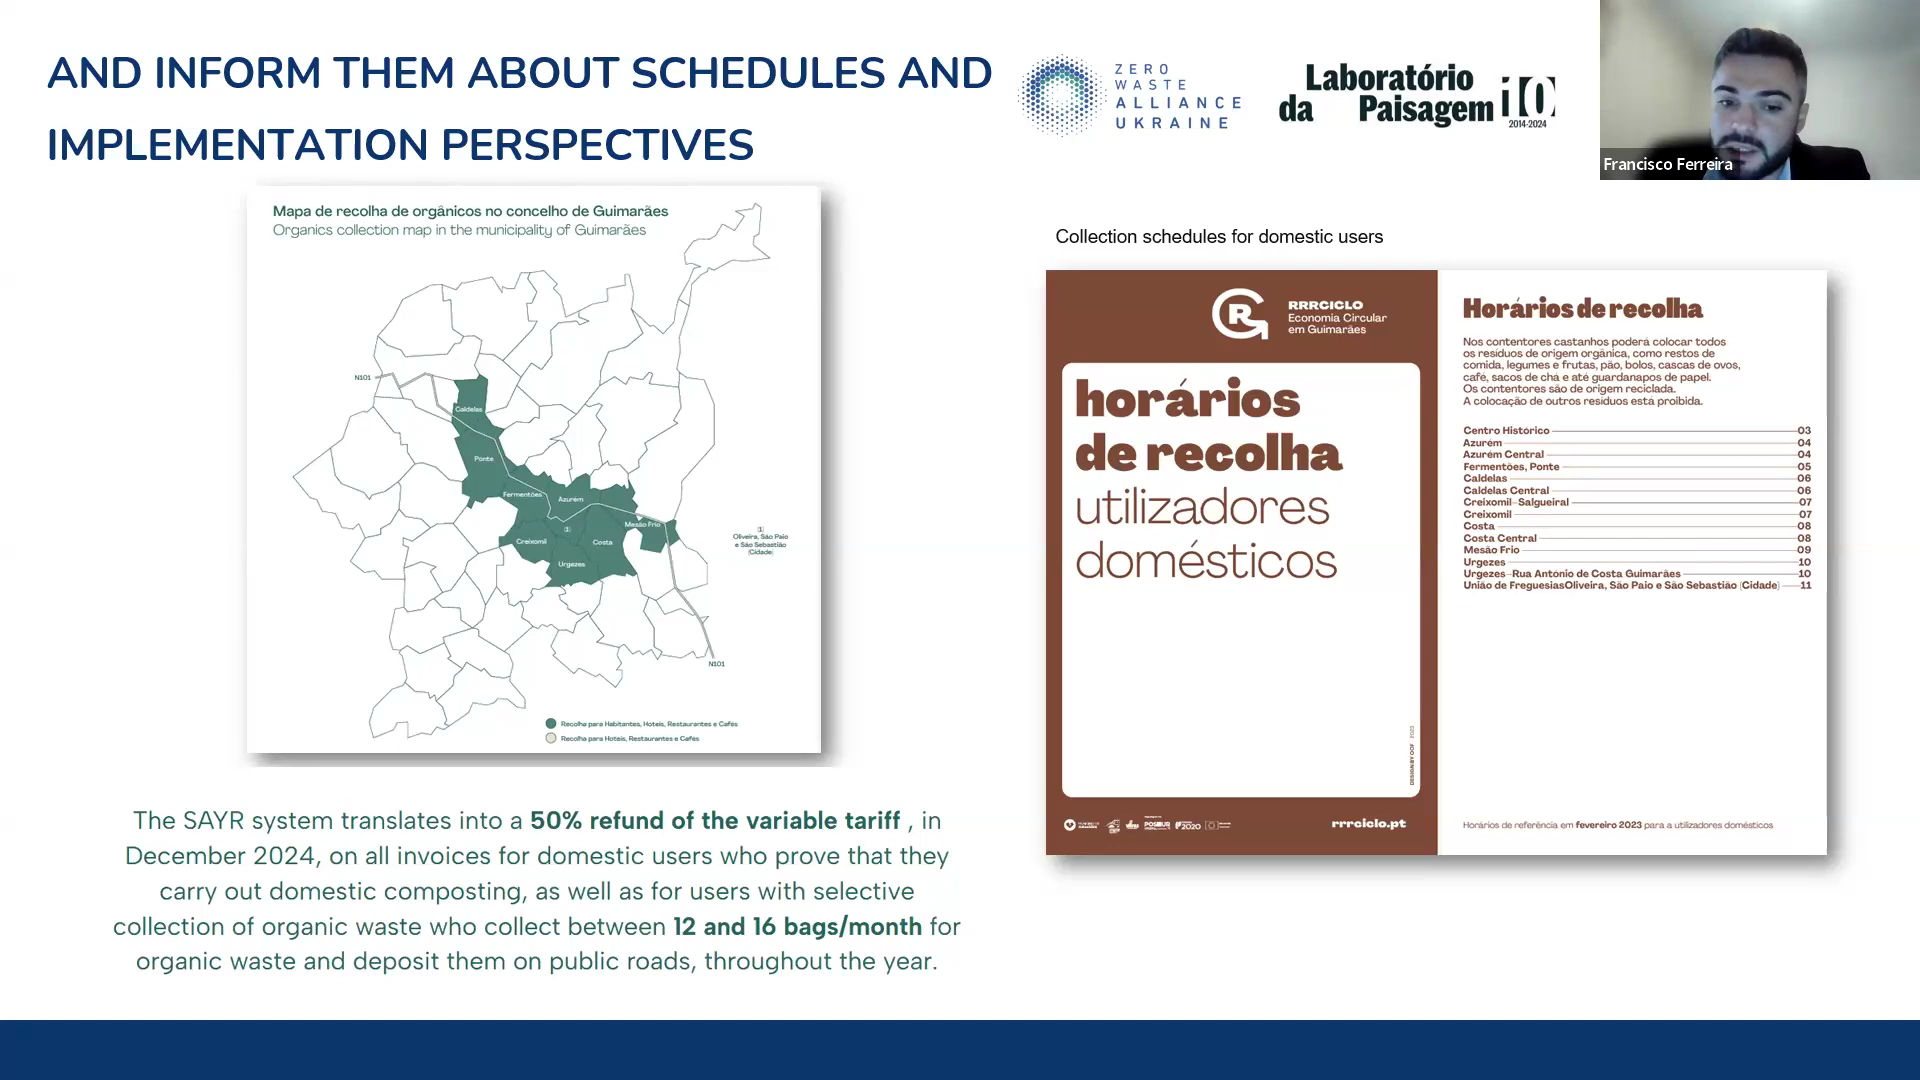 AND INFORM THEM ABOUT SCHEDULES AND
IMPLEMENTATION PERSPECTIVES
ZERO
WASTE
ALLIANCE
UKRAINE
Laboratório
da Paisagem
10
2014-2024
Francisco Ferreira
Mapa de recolha de orgânicos no concelho de Guimarães
Organics collection map in the municipality of Guimarães
N101
Caldelas
Ponte
Fermentões
Azurém
Mesão Frio
(1)
Creixomil
Costa
Urgezes
(1)
Oliveira, São Paio
e São Sebastião
(Cidade)
N101
Recolha para Habitantes, Hoteis, Restaurantes e Cafés
Recolha para Hoteis, Restaurantes e Cafés
The SAYR system translates into a 50% refund of the variable tariff , in
December 2024, on all invoices for domestic users who prove that they
carry out domestic composting, as well as for users with selective
collection of organic waste who collect between 12 and 16 bags/month for
organic waste and deposit them on public roads, throughout the year.
Collection schedules for domestic users
RRRCICLO
Economia Circular
em Guimarães
horários
de recolha
utilizadores
domésticos
DESIGN BY OOF 2023
POSEUR
2020
rrrciclo.pt
Horários de recolha
Nos contentores castanhos poderá colocar todos
os resíduos de origem orgânica, como restos de
comida, legumes e frutas, pão, bolos, cascas de ovos,
café, sacos de chá e até guardanapos de papel.
Os contentores são de origem reciclada.
A colocação de outros resíduos está proibida.
Centro Histórico 03
Azurém 04
Azurém Central 04
Fermentões, Ponte 05
Caldelas 06
Caldelas Central 06
Creixomil-Salgueiral 07
Creixomil 07
Costa 08
Costa Central 08
Mesão Frio 09
Urgezes 10
Urgezes-Rua António de Costa Guimarães 10
União de FreguesiasOliveira, São Paio e São Sebastião (Cidade) 11
Horários de referência em fevereiro 2023 para a utilizadores domésticos